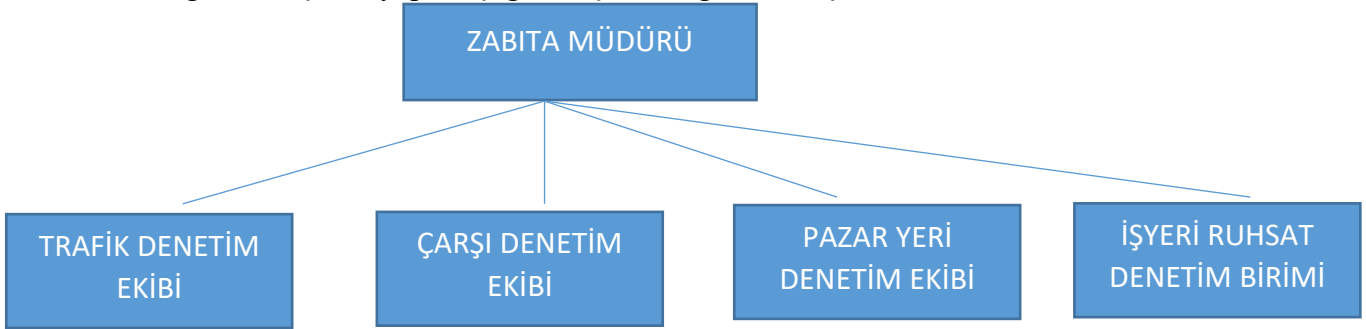 ZABITA MÜDÜRÜ
TRAFİK DENETİM
EKİBİ
ÇARŞI DENETİM
EKİBİ
PAZAR YERİ
DENETİM EKİBİ
İŞYERİ RUHSAT
DENETİM BİRİMİ